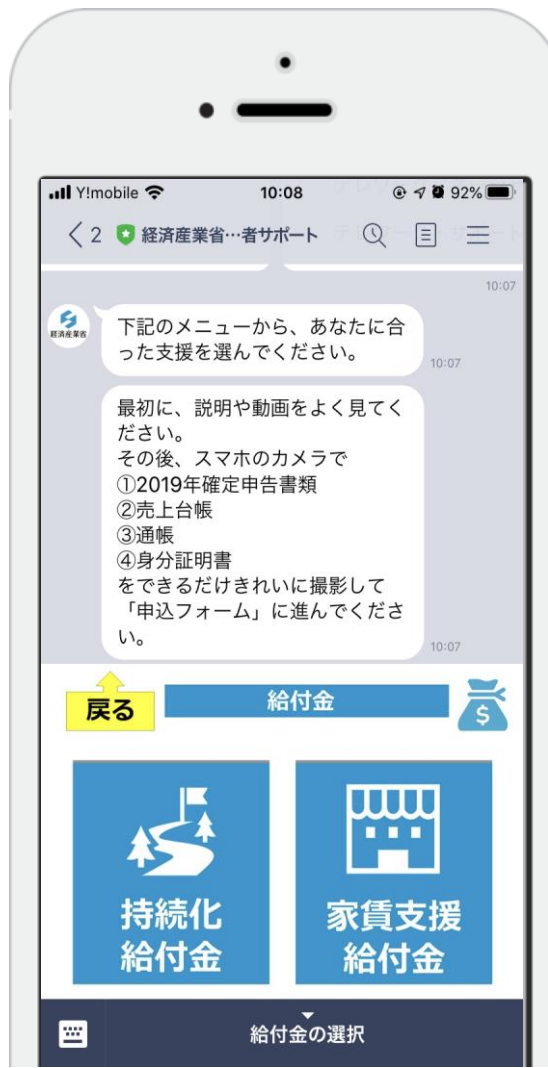 Y!mobile 10:08 92%
2 経済産業省…者サポート
10:07
経済産業省
下記のメニューから、あなたに合
った支援を選んでください。
10:07
最初に、説明や動画をよく見てく
ださい。
その後、スマホのカメラで
①2019年確定申告書類
②売上台帳
③通帳
④身分証明書
をできるだけきれいに撮影して
「申込フォーム」に進んでくださ
い。
10:07
戻る
給付金
$
持続化
給付金
家賃支援
給付金
給付金の選択